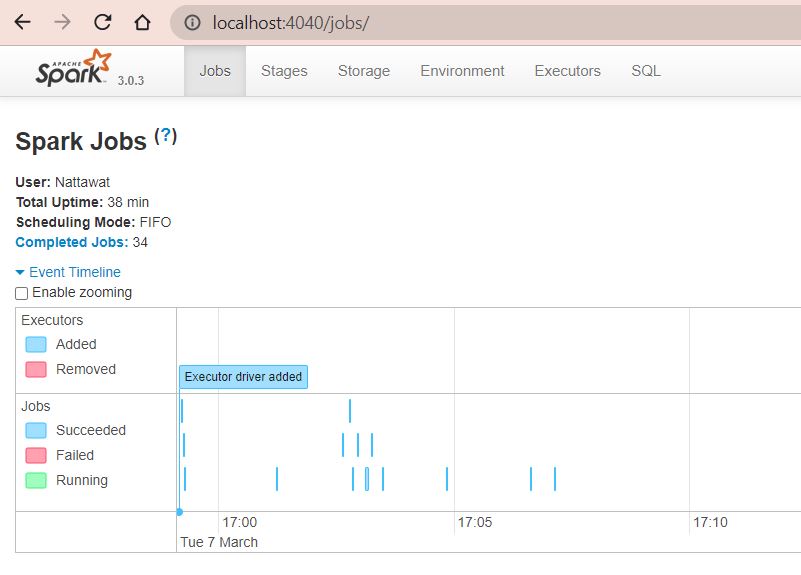 localhost:4040/jobs/
APACHE
Spark 3.0.3 Jobs Stages Storage Environment Executors SQL
Spark Jobs (?)
User: Nattawat
Total Uptime: 38 min
Scheduling Mode: FIFO
Completed Jobs: 34
Event Timeline
Enable zooming
Executors
Added
Removed
Executor driver added
Jobs
Succeeded
Failed
Running
17:00 17:05 17:10
Tue 7 March